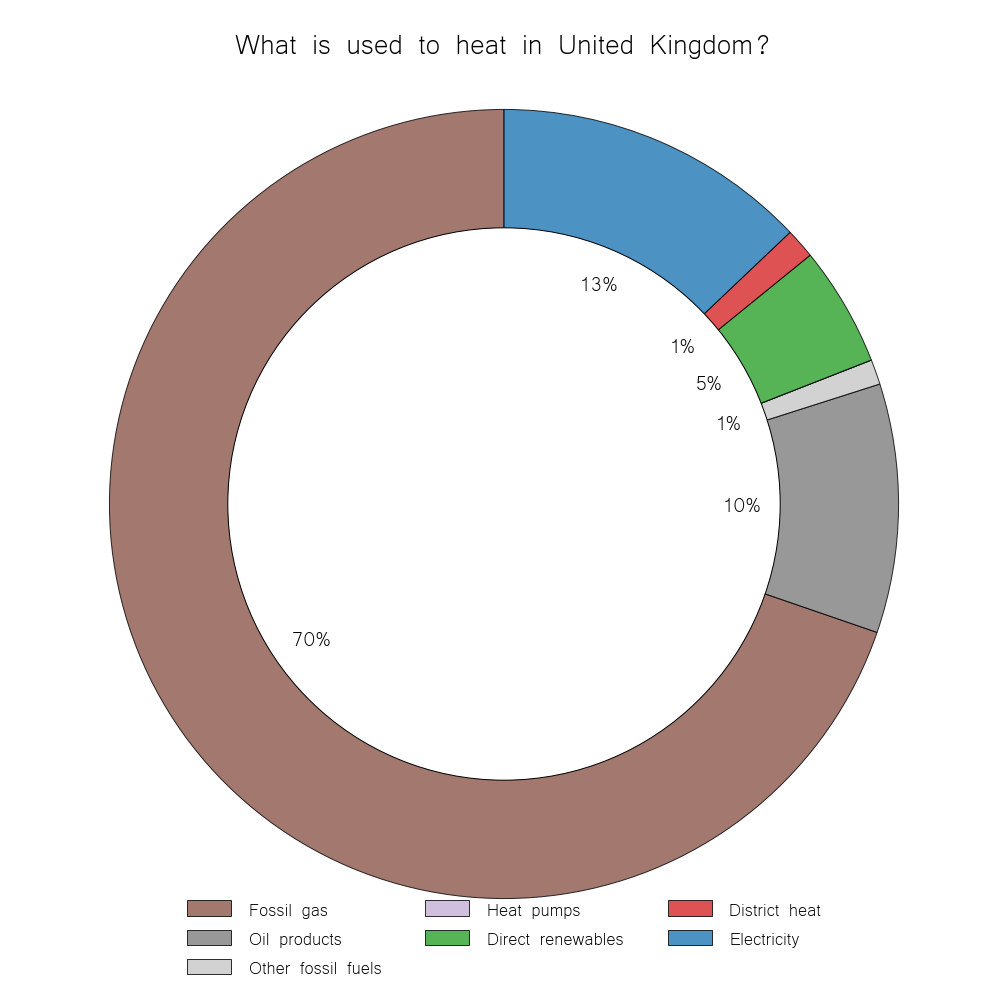 What is used to heat in United Kingdom?
13%
1%
5%
1%
10%
70%
Fossil gas
Heat pumps
District heat
Oil products
Direct renewables
Electricity
Other fossil fuels